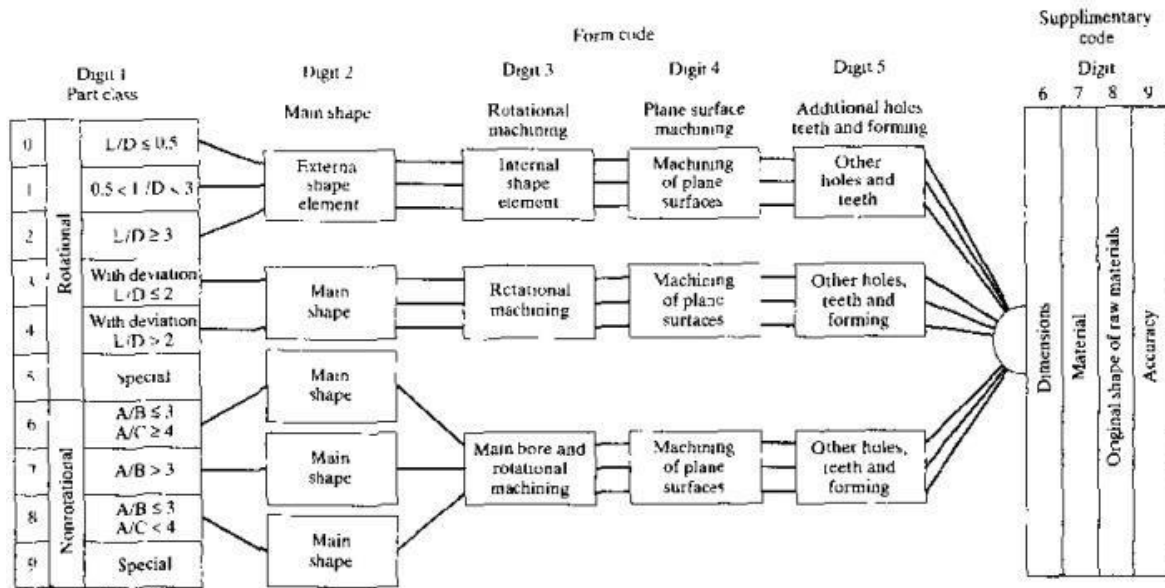 Supplimentary
code
Form code
Digit 1
Part class
Digit 2
Main shape
Digit 3
Rotational
machining
Digit 4
Plane surface
machining
Digit 5
Additional holes
teeth and forming
Digit
6 7 8 9
0
L/D ≤ 0.5
1
0.5 < 1/D < 3
2
L/D ≥ 3
3
With deviation
L/D ≤ 2
4
With deviation
L/D > 2
5
Special
6
A/B ≤ 3
A/C ≥ 4
7
A/B > 3
8
A/B ≤ 3
A/C < 4
9
Special
Rotational
Nonrotational
Externa
shape
element
Internal
shape
element
Machining
of plane
surfaces
Other
holes and
teeth
Main
shape
Rotational
machining
Machining
of plane
surfaces
Other holes,
teeth and
forming
Main
shape
Main
shape
Main
shape
Main bore and
rotational
machining
Machining
of plane
surfaces
Other holes,
teeth and
forming
Dimensions
Material
Original shape of raw materials
Accuracy